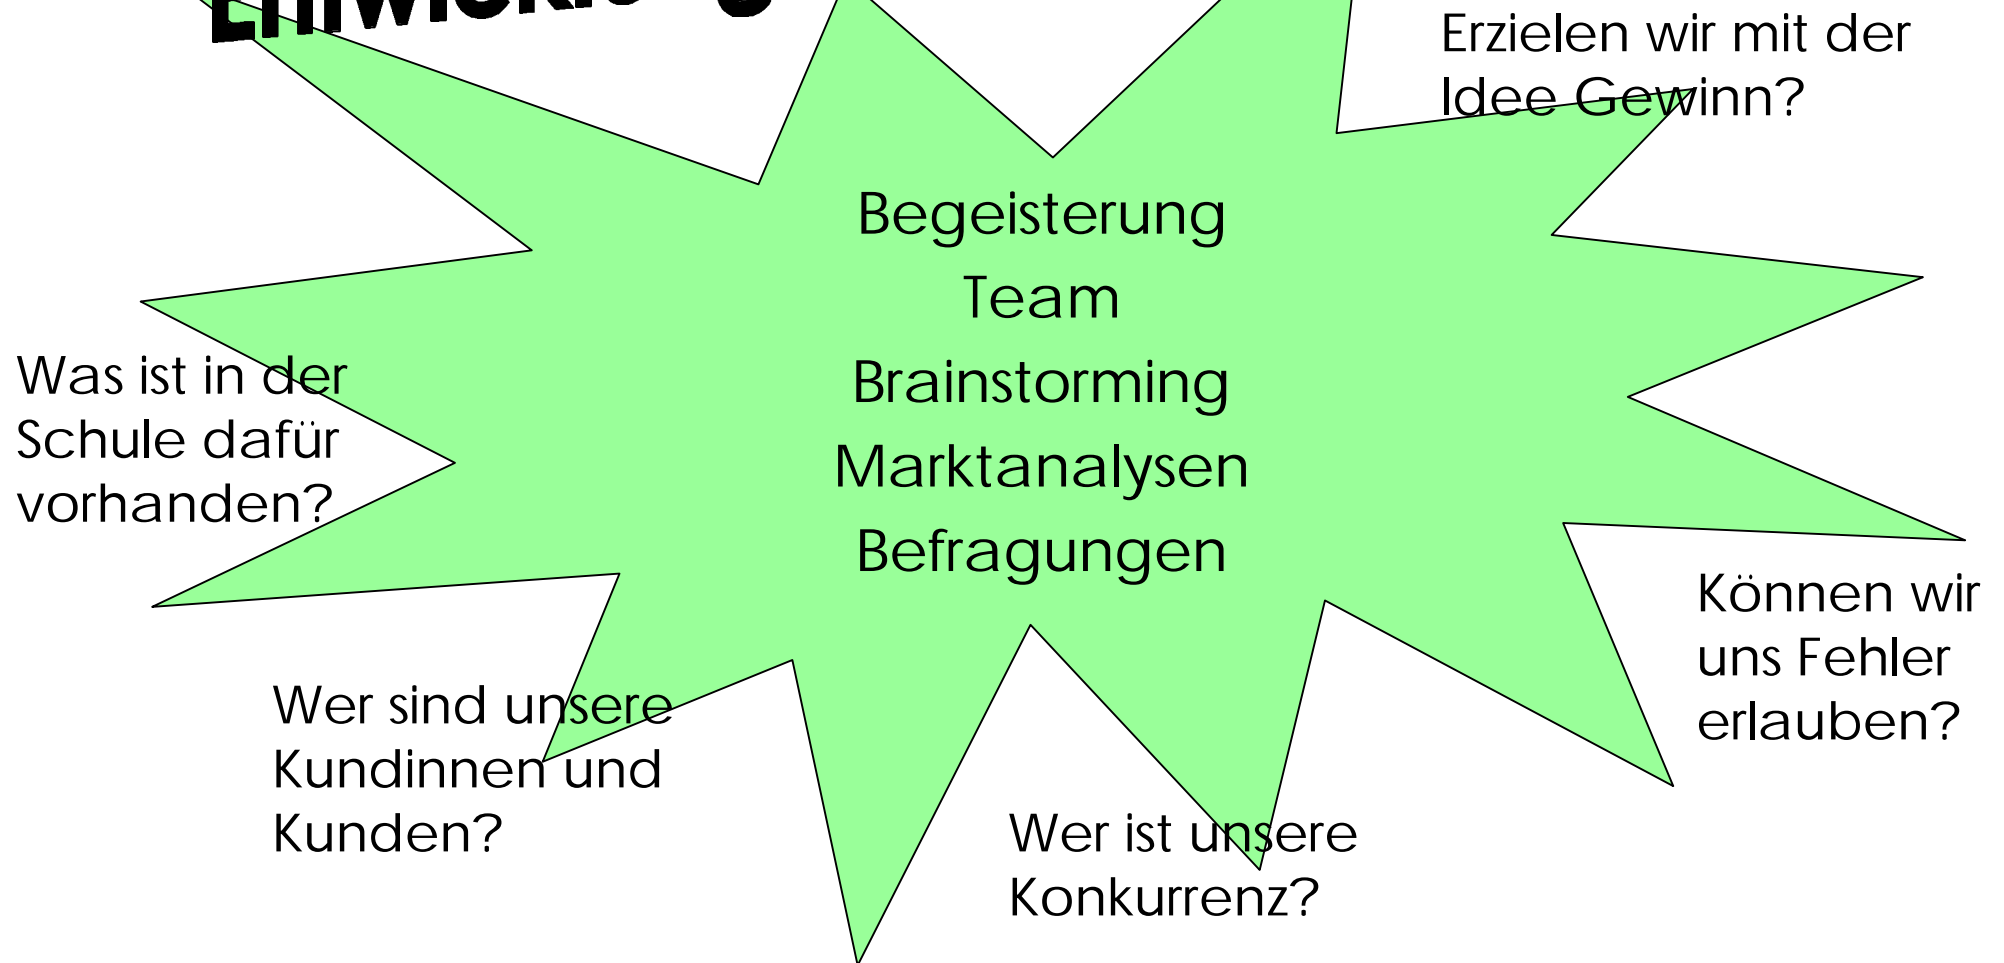 Entwicklung
Erzielen wir mit der
Idee Gewinn?
Begeisterung
Team
Brainstorming
Marktanalysen
Befragungen
Was ist in der
Schule dafür
vorhanden?
Können wir
uns Fehler
erlauben?
Wer sind unsere
Kundinnen und
Kunden?
Wer ist unsere
Konkurrenz?